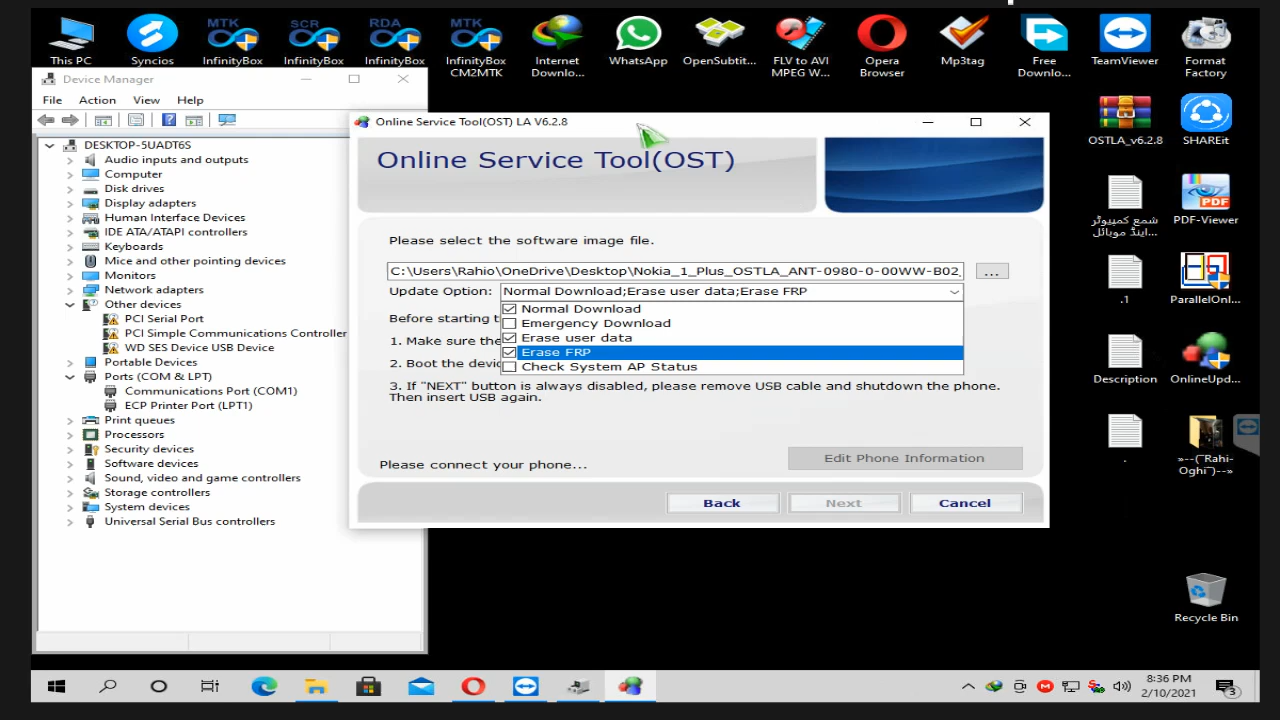 This PC
Syncios
MTK
InfinityBox
SCR
InfinityBox
RDA
InfinityBox
MTK
InfinityBox
CM2MTK
Internet
Downlo...
WhatsApp
OpenSubtit...
FLV to AVI
MPEG W...
Opera
Browser
Mp3tag
Free
Downlo...
TeamViewer
Format
Factory
Device Manager
File Action View Help
DESKTOP-5UADT6S
Audio inputs and outputs
Computer
Disk drives
Display adapters
Human Interface Devices
IDE ATA/ATAPI controllers
Keyboards
Mice and other pointing devices
Monitors
Network adapters
Other devices
PCI Serial Port
PCI Simple Communications Controller
WD SES Device USB Device
Portable Devices
Ports (COM & LPT)
Communications Port (COM1)
ECP Printer Port (LPT1)
Print queues
Processors
Security devices
Software devices
Sound, video and game controllers
Storage controllers
System devices
Universal Serial Bus controllers
Online Service Tool(OST) LA V6.2.8
Online Service Tool(OST)
Please select the software image file.
C:\Users\Rahio\OneDrive\Desktop\Nokia_1_Plus_OSTLA_ANT-0980-0-00WW-B02_
...
Update Option: Normal Download;Erase user data;Erase FRP
Normal Download
Emergency Download
Erase user data
Erase FRP
Check System AP Status
Before starting t
1. Make sure the
2. Boot the devic
3. If "NEXT" button is always disabled, please remove USB cable and shutdown the phone.
Then insert USB again.
Please connect your phone...
Edit Phone Information
Back Next Cancel
OSTLA_v6.2.8
SHAREit
شمع کمپیوٹر
اینڈ موبائل...
PDF
PDF-Viewer
.1
ParallelOnl...
Description
OnlineUpd...
.
»--(¯Rahi-
Oghi¯)--»
Recycle Bin
8:36 PM
2/10/2021
3